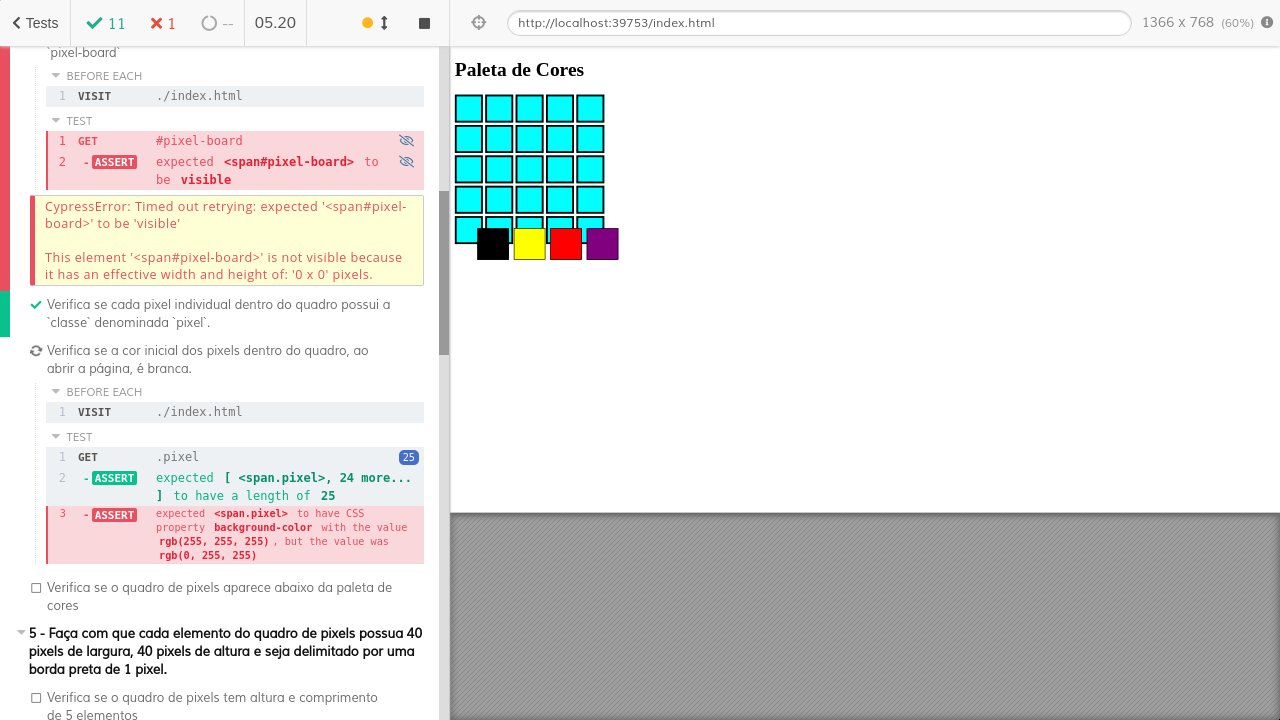 Tests
11
1
--
05.20
http://localhost:39753/index.html
1366 x 768 (60%)
`pixel-board`
BEFORE EACH
1 VISIT ./index.html
TEST
1 GET #pixel-board
2 - ASSERT expected <span#pixel-board> to
be visible
CypressError: Timed out retrying: expected '<span#pixel-
board>' to be 'visible'
This element '<span#pixel-board>' is not visible because
it has an effective width and height of: '0 x 0' pixels.
Verifica se cada pixel individual dentro do quadro possui a
`classe` denominada `pixel`.
Verifica se a cor inicial dos pixels dentro do quadro, ao
abrir a página, é branca.
BEFORE EACH
1 VISIT ./index.html
TEST
1 GET .pixel 25
2 - ASSERT expected [ <span.pixel>, 24 more...
] to have a length of 25
3 - ASSERT expected <span.pixel> to have CSS
property background-color with the value
rgb(255, 255, 255) , but the value was
rgb(0, 255, 255)
Verifica se o quadro de pixels aparece abaixo da paleta de
cores
5 - Faça com que cada elemento do quadro de pixels possua 40
pixels de largura, 40 pixels de altura e seja delimitado por uma
borda preta de 1 pixel.
Verifica se o quadro de pixels tem altura e comprimento
de 5 elementos
Paleta de Cores